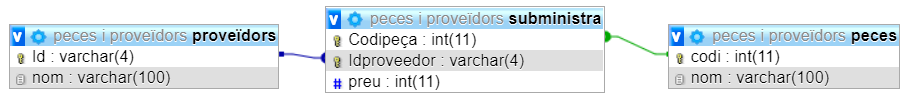 peces i proveïdors proveïdors
Id : varchar(4)
nom : varchar(100)
peces i proveïdors subministra
Codipeça : int(11)
Idproveedor : varchar(4)
# preu : int(11)
peces i proveïdors peces
codi : int(11)
nom : varchar(100)